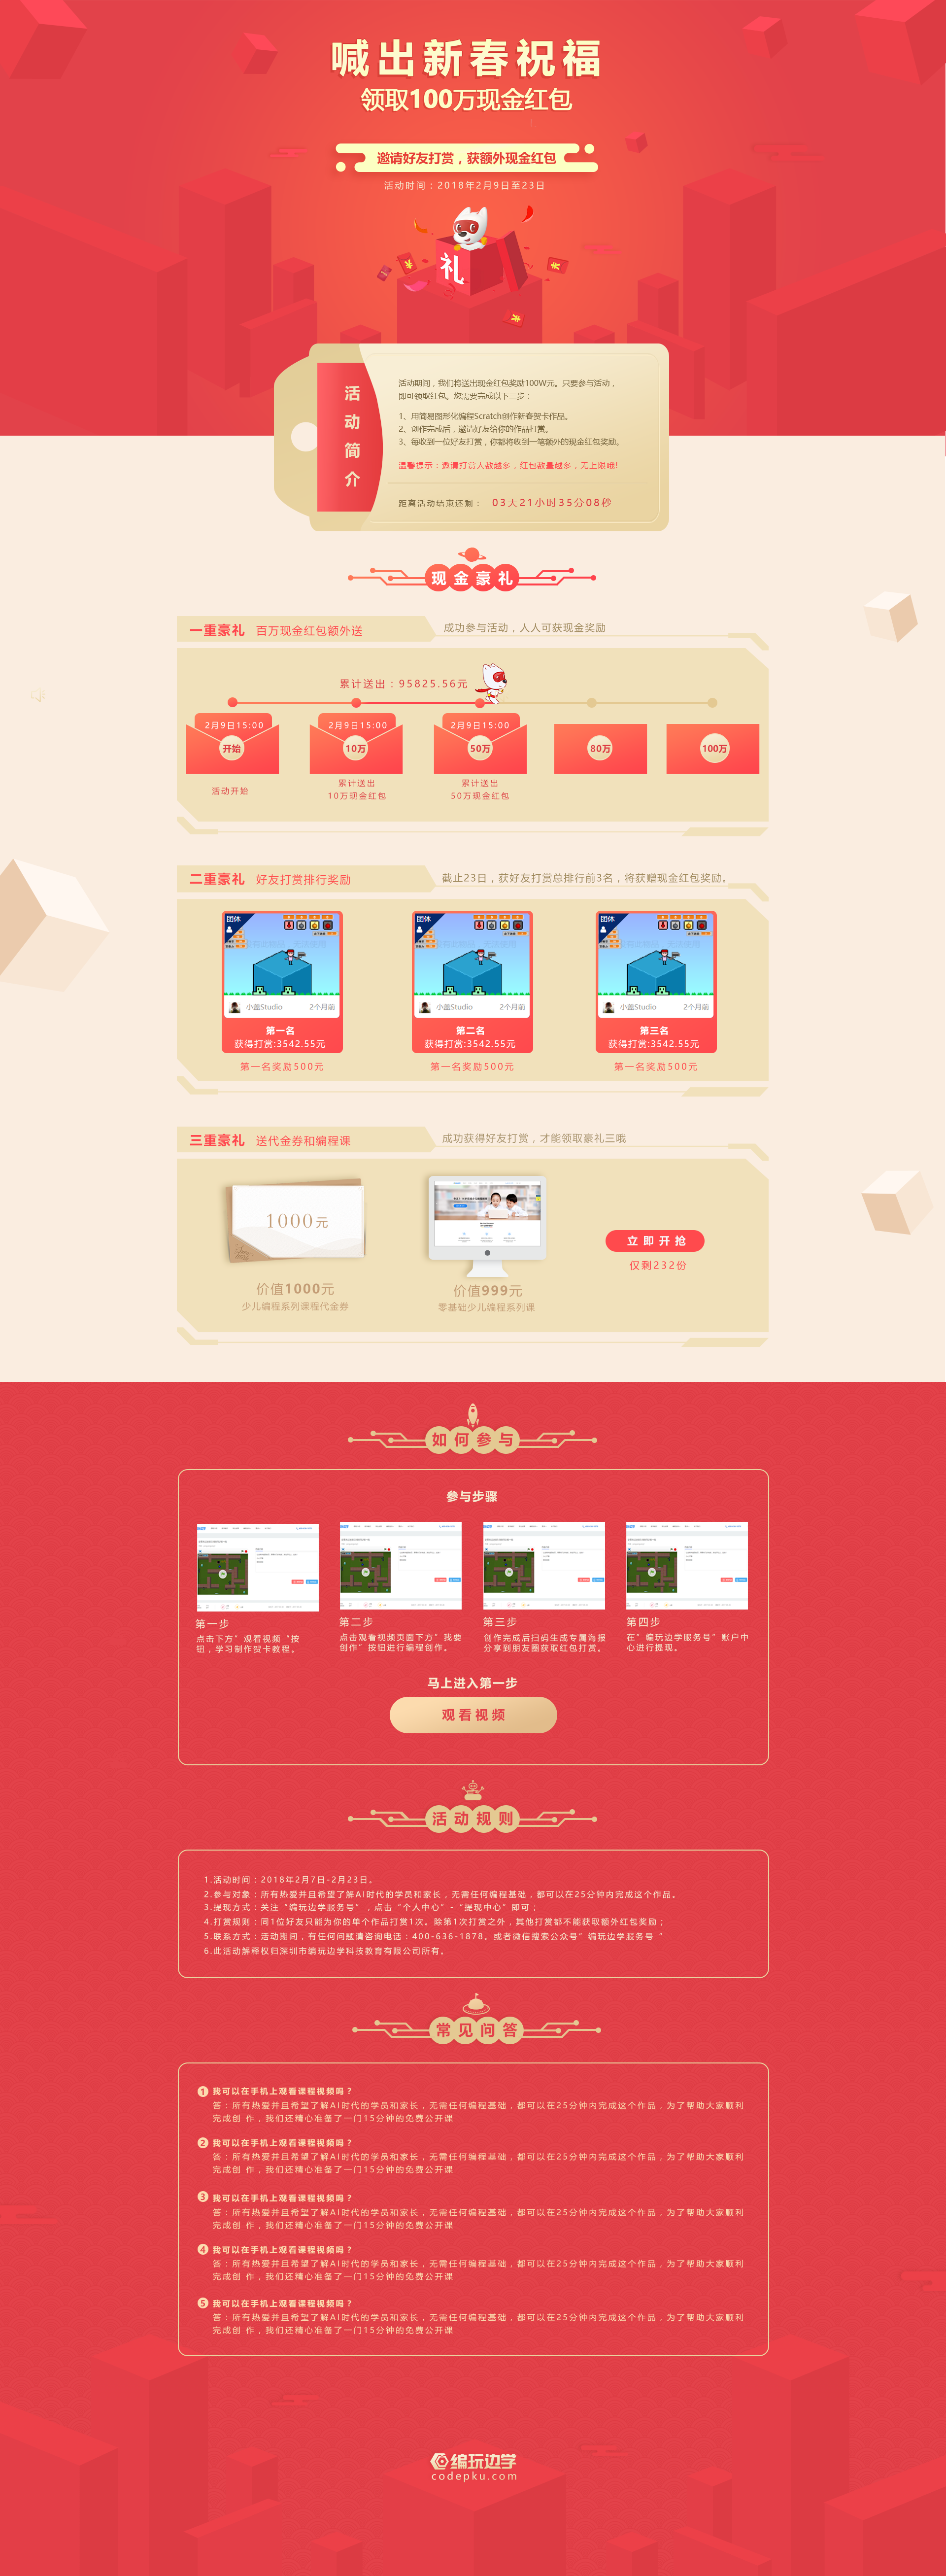 喊出新春祝福
领取100万现金红包
邀请好友打赏，获额外现金红包
活动时间：2018年2月9日至23日
礼
活动简介
活动期间，我们将送出现金红包奖励100W元。只要参与活动，
即可领取红包。您需要完成以下三步：
1、用简易图形化编程Scratch创作新春贺卡作品。
2、创作完成后，邀请好友给你的作品打赏。
3、每收到一位好友打赏，你都将收到一笔额外的现金红包奖励。
温馨提示：邀请打赏人数越多，红包数量越多，无上限哦!
距离活动结束还剩： 03天21小时35分08秒
现金豪礼
一重豪礼 百万现金红包额外送
成功参与活动，人人可获现金奖励
累计送出：95825.56元
2月9日15:00
2月9日15:00
2月9日15:00
开始
10万
50万
80万
100万
活动开始
累计送出
10万现金红包
累计送出
50万现金红包
二重豪礼 好友打赏排行奖励
截止23日，获好友打赏总排行前3名，将获赠现金红包奖励。
团体
团体
团体
小盖Studio 2个月前
小盖Studio 2个月前
小盖Studio 2个月前
第一名
获得打赏:3542.55元
第二名
获得打赏:3542.55元
第三名
获得打赏:3542.55元
第一名奖励500元
第一名奖励500元
第一名奖励500元
三重豪礼 送代金券和编程课
成功获得好友打赏，才能领取豪礼三哦
1000元
价值1000元
少儿编程系列课程代金券
价值999元
零基础少儿编程系列课
立即开抢
仅剩232份
如何参与
参与步骤
第一步
点击下方”观看视频“按
钮，学习制作贺卡教程。
第二步
点击观看视频页面下方”我要
创作”按钮进行编程创作。
第三步
创作完成后扫码生成专属海报
分享到朋友圈获取红包打赏。
第四步
在”编玩边学服务号”账户中
心进行提现。
马上进入第一步
观看视频
活动规则
1.活动时间：2018年2月7日-2月23日。
2.参与对象：所有热爱并且希望了解AI时代的学员和家长，无需任何编程基础，都可以在25分钟内完成这个作品。
3.提现方式：关注“编玩边学服务号”，点击“个人中心”-“提现中心”即可；
4.打赏规则：同1位好友只能为你的单个作品打赏1次。除第1次打赏之外，其他打赏都不能获取额外红包奖励；
5.联系方式：活动期间，有任何问题请咨询电话：400-636-1878。或者微信搜索公众号”编玩边学服务号“
6.此活动解释权归深圳市编玩边学科技教育有限公司所有。
常见问答
1 我可以在手机上观看课程视频吗？
答：所有热爱并且希望了解AI时代的学员和家长，无需任何编程基础，都可以在25分钟内完成这个作品，为了帮助大家顺利
完成创 作，我们还精心准备了一门15分钟的免费公开课
2 我可以在手机上观看课程视频吗？
答：所有热爱并且希望了解AI时代的学员和家长，无需任何编程基础，都可以在25分钟内完成这个作品，为了帮助大家顺利
完成创 作，我们还精心准备了一门15分钟的免费公开课
3 我可以在手机上观看课程视频吗？
答：所有热爱并且希望了解AI时代的学员和家长，无需任何编程基础，都可以在25分钟内完成这个作品，为了帮助大家顺利
完成创 作，我们还精心准备了一门15分钟的免费公开课
4 我可以在手机上观看课程视频吗？
答：所有热爱并且希望了解AI时代的学员和家长，无需任何编程基础，都可以在25分钟内完成这个作品，为了帮助大家顺利
完成创 作，我们还精心准备了一门15分钟的免费公开课
5 我可以在手机上观看课程视频吗？
答：所有热爱并且希望了解AI时代的学员和家长，无需任何编程基础，都可以在25分钟内完成这个作品，为了帮助大家顺利
完成创 作，我们还精心准备了一门15分钟的免费公开课
编玩边学
codepku.com